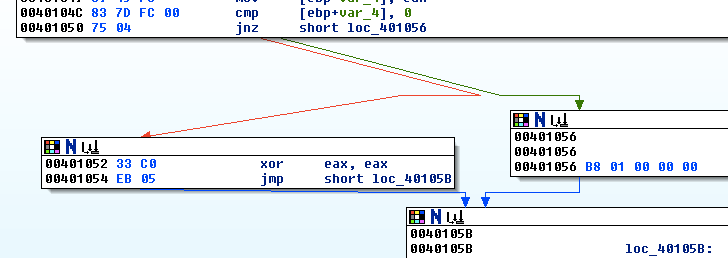 0040104C 83 7D FC 00 cmp [ebp+var_4], 0
00401050 75 04 jnz short loc_401056
00401052 33 C0 xor eax, eax
00401054 EB 05 jmp short loc_40105B
00401056
00401056
00401056 B8 01 00 00 00
0040105B
0040105B loc_40105B: